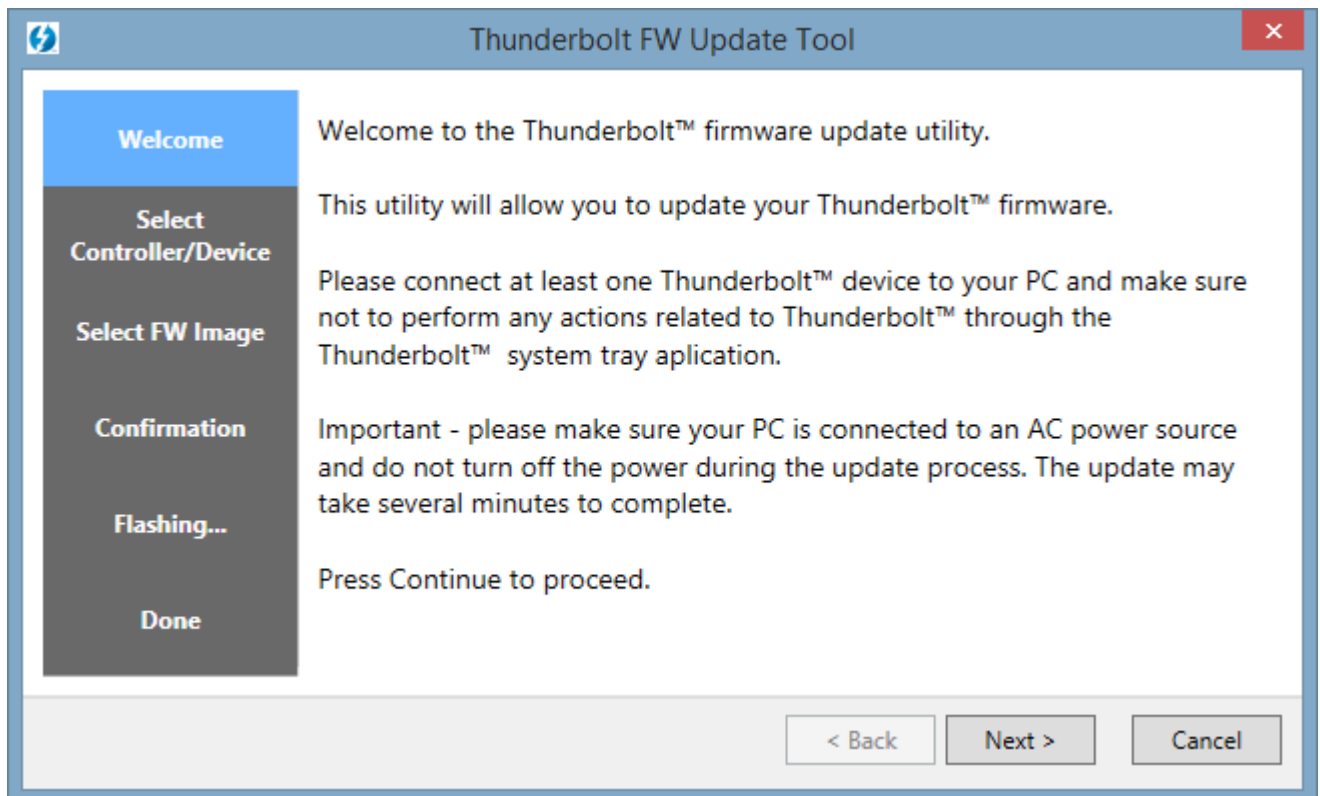 Thunderbolt FW Update Tool
Welcome
Select
Controller/Device
Select FW Image
Confirmation
Flashing...
Done
Welcome to the Thunderbolt™ firmware update utility.
This utility will allow you to update your Thunderbolt™ firmware.
Please connect at least one Thunderbolt™ device to your PC and make sure
not to perform any actions related to Thunderbolt™ through the
Thunderbolt™  system tray aplication.
Important - please make sure your PC is connected to an AC power source
and do not turn off the power during the update process. The update may
take several minutes to complete.
Press Continue to proceed.
< Back
Next >
Cancel